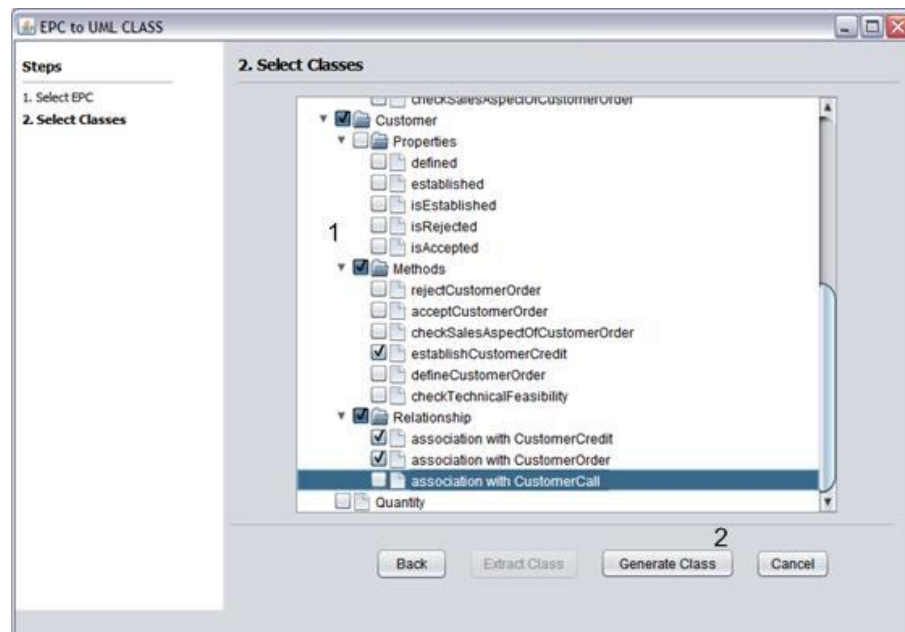 EPC to UML CLASS
Steps
1. Select EPC
2. Select Classes
2. Select Classes
checkSalesAspectOfCustomerOrder
Customer
Properties
defined
established
isEstablished
isRejected
1
isAccepted
Methods
rejectCustomerOrder
acceptCustomerOrder
checkSalesAspectOfCustomerOrder
establishCustomerCredit
defineCustomerOrder
checkTechnicalFeasibility
Relationship
association with CustomerCredit
association with CustomerOrder
association with CustomerCall
Quantity
2
Back Extract Class Generate Class Cancel